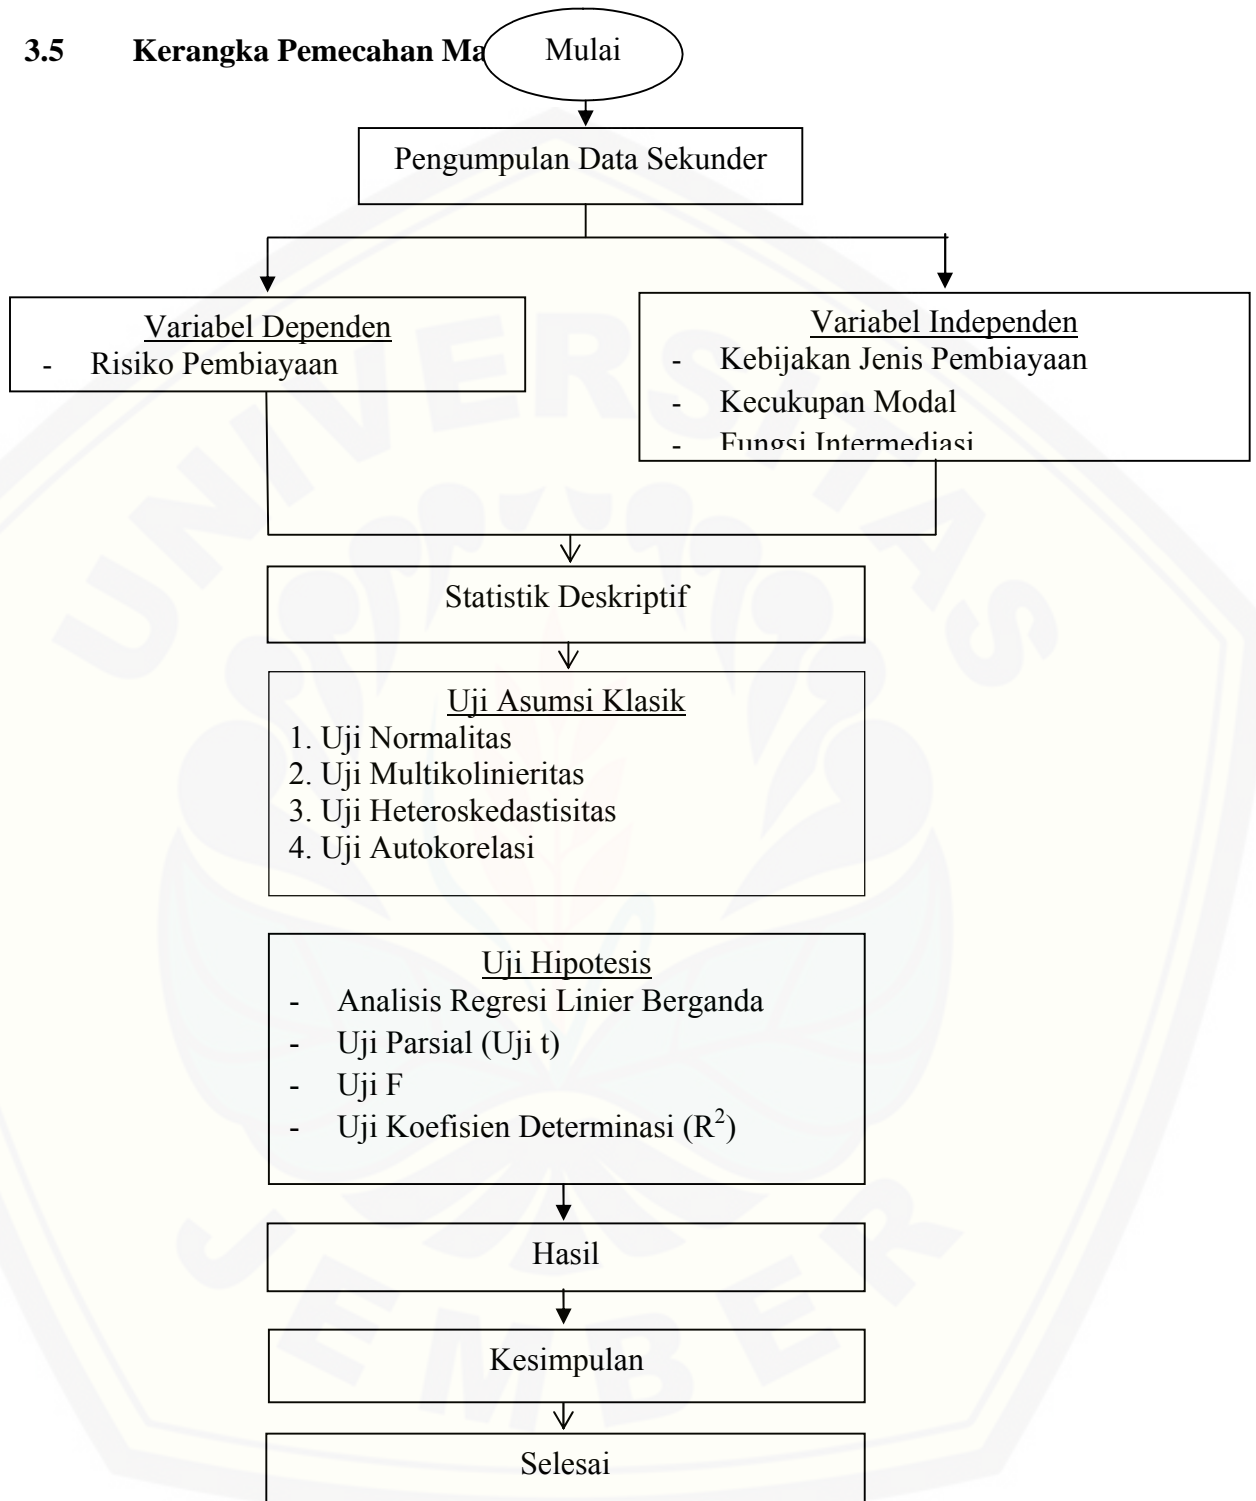 3.5 Kerangka Pemecahan Ma
Mulai
Pengumpulan Data Sekunder
Variabel Dependen
- Risiko Pembiayaan
Variabel Independen
- Kebijakan Jenis Pembiayaan
- Kecukupan Modal
- Fungsi Intermediasi
Statistik Deskriptif
Uji Asumsi Klasik
1. Uji Normalitas
2. Uji Multikolinieritas
3. Uji Heteroskedastisitas
4. Uji Autokorelasi
Uji Hipotesis
- Analisis Regresi Linier Berganda
- Uji Parsial (Uji t)
- Uji F
- Uji Koefisien Determinasi (R²)
Hasil
Kesimpulan
Selesai
UNIVERSITAS
JEMBER